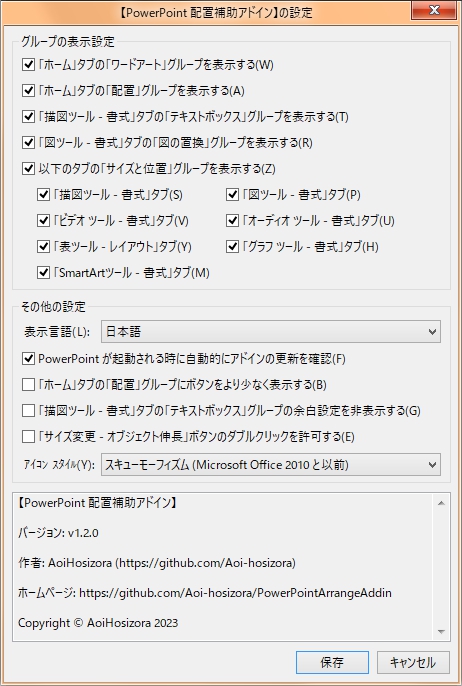 【PowerPoint 配置補助アドイン】の設定
グループの表示設定
「ホーム」タブの「ワードアート」グループを表示する(W)
「ホーム」タブの「配置」グループを表示する(A)
「描図ツール - 書式」タブの「テキストボックス」グループを表示する(T)
「図ツール - 書式」タブの「図の置換」グループを表示する(R)
以下のタブの「サイズと位置」グループを表示する(Z)
「描図ツール - 書式」タブ(S) 「図ツール - 書式」タブ(P)
「ビデオ ツール - 書式」タブ(V) 「オーディオ ツール - 書式」タブ(U)
「表ツール - レイアウト」タブ(Y) 「グラフ ツール - 書式」タブ(H)
「SmartArtツール - 書式」タブ(M)
その他の設定
表示言語(L): 日本語
PowerPoint が起動される時に自動的にアドインの更新を確認(F)
「ホーム」タブの「配置」グループにボタンをより少なく表示する(B)
「描図ツール - 書式」タブの「テキストボックス」グループの余白設定を非表示する(G)
「サイズ変更 - オブジェクト伸長」ボタンのダブルクリックを許可する(E)
アイコン スタイル(Y): スキューモーフィズム (Microsoft Office 2010 と以前)
【PowerPoint 配置補助アドイン】
バージョン: v1.2.0
作者: AoiHosizora (https://github.com/Aoi-hosizora)
ホームページ: https://github.com/Aoi-hosizora/PowerPointArrangeAddin
Copyright © AoiHosizora 2023
保存 キャンセル